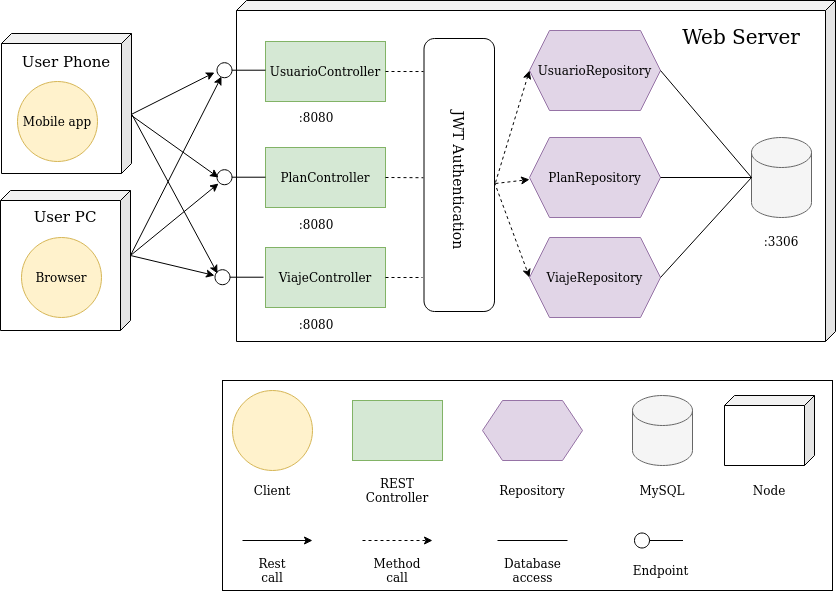 Web Server
User Phone
Mobile app
User PC
Browser
UsuarioController
:8080
PlanController
:8080
ViajeController
:8080
JWT Authentication
UsuarioRepository
PlanRepository
ViajeRepository
:3306
Client
REST
Controller
Repository
MySQL
Node
Rest
call
Method
call
Database
access
Endpoint